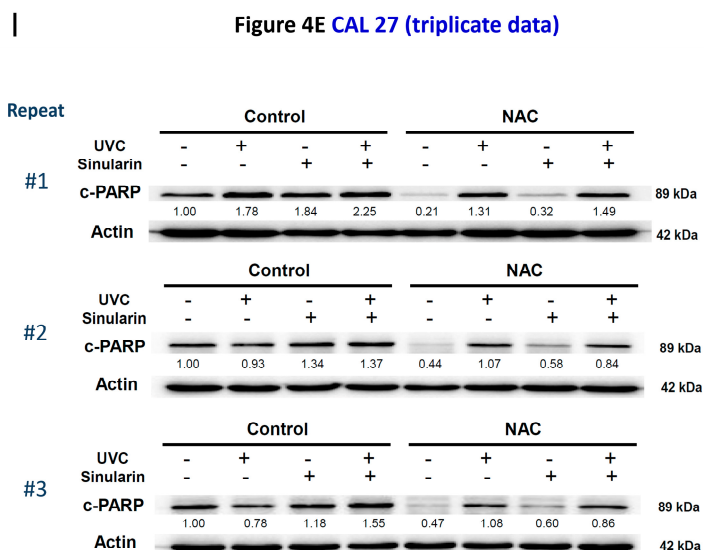 I
Figure 4E CAL 27 (triplicate data)
Repeat
Control NAC
UVC - + - + - + - +
Sinularin - - + + - - + +
#1
c-PARP 89 kDa
1.00 1.78 1.84 2.25 0.21 1.31 0.32 1.49
Actin 42 kDa
Control NAC
UVC - + - + - + - +
Sinularin - - + + - - + +
#2
c-PARP 89 kDa
1.00 0.93 1.34 1.37 0.44 1.07 0.58 0.84
Actin 42 kDa
Control NAC
UVC - + - + - + - +
Sinularin - - + + - - + +
#3
c-PARP 89 kDa
1.00 0.78 1.18 1.55 0.47 1.08 0.60 0.86
Actin 42 kDa